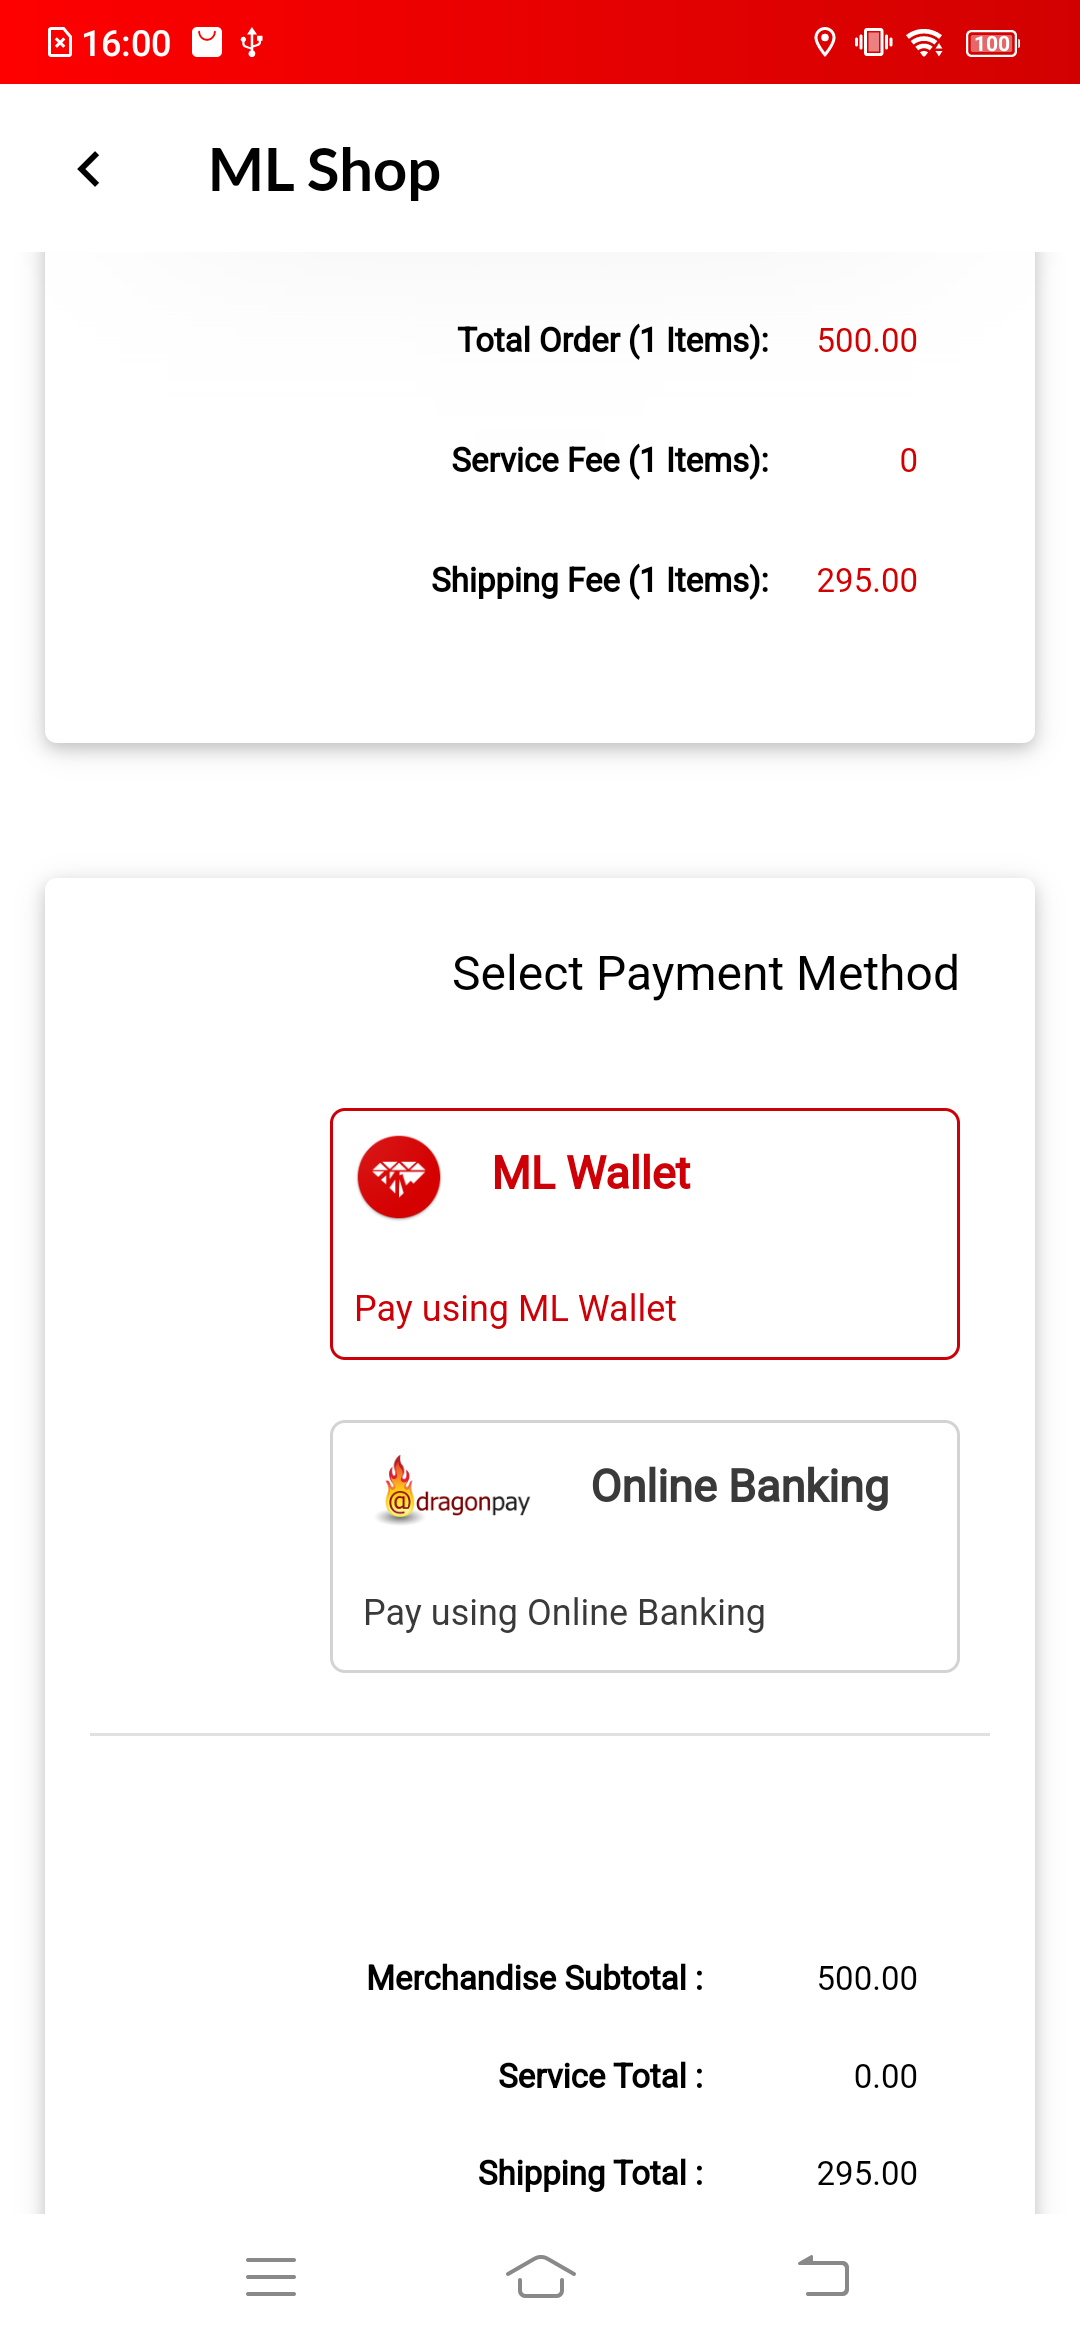 16:00
100
ML Shop
Total Order (1 Items): 500.00
Service Fee (1 Items): 0
Shipping Fee (1 Items): 295.00
Select Payment Method
ML Wallet
Pay using ML Wallet
@dragonpay Online Banking
Pay using Online Banking
Merchandise Subtotal : 500.00
Service Total : 0.00
Shipping Total : 295.00